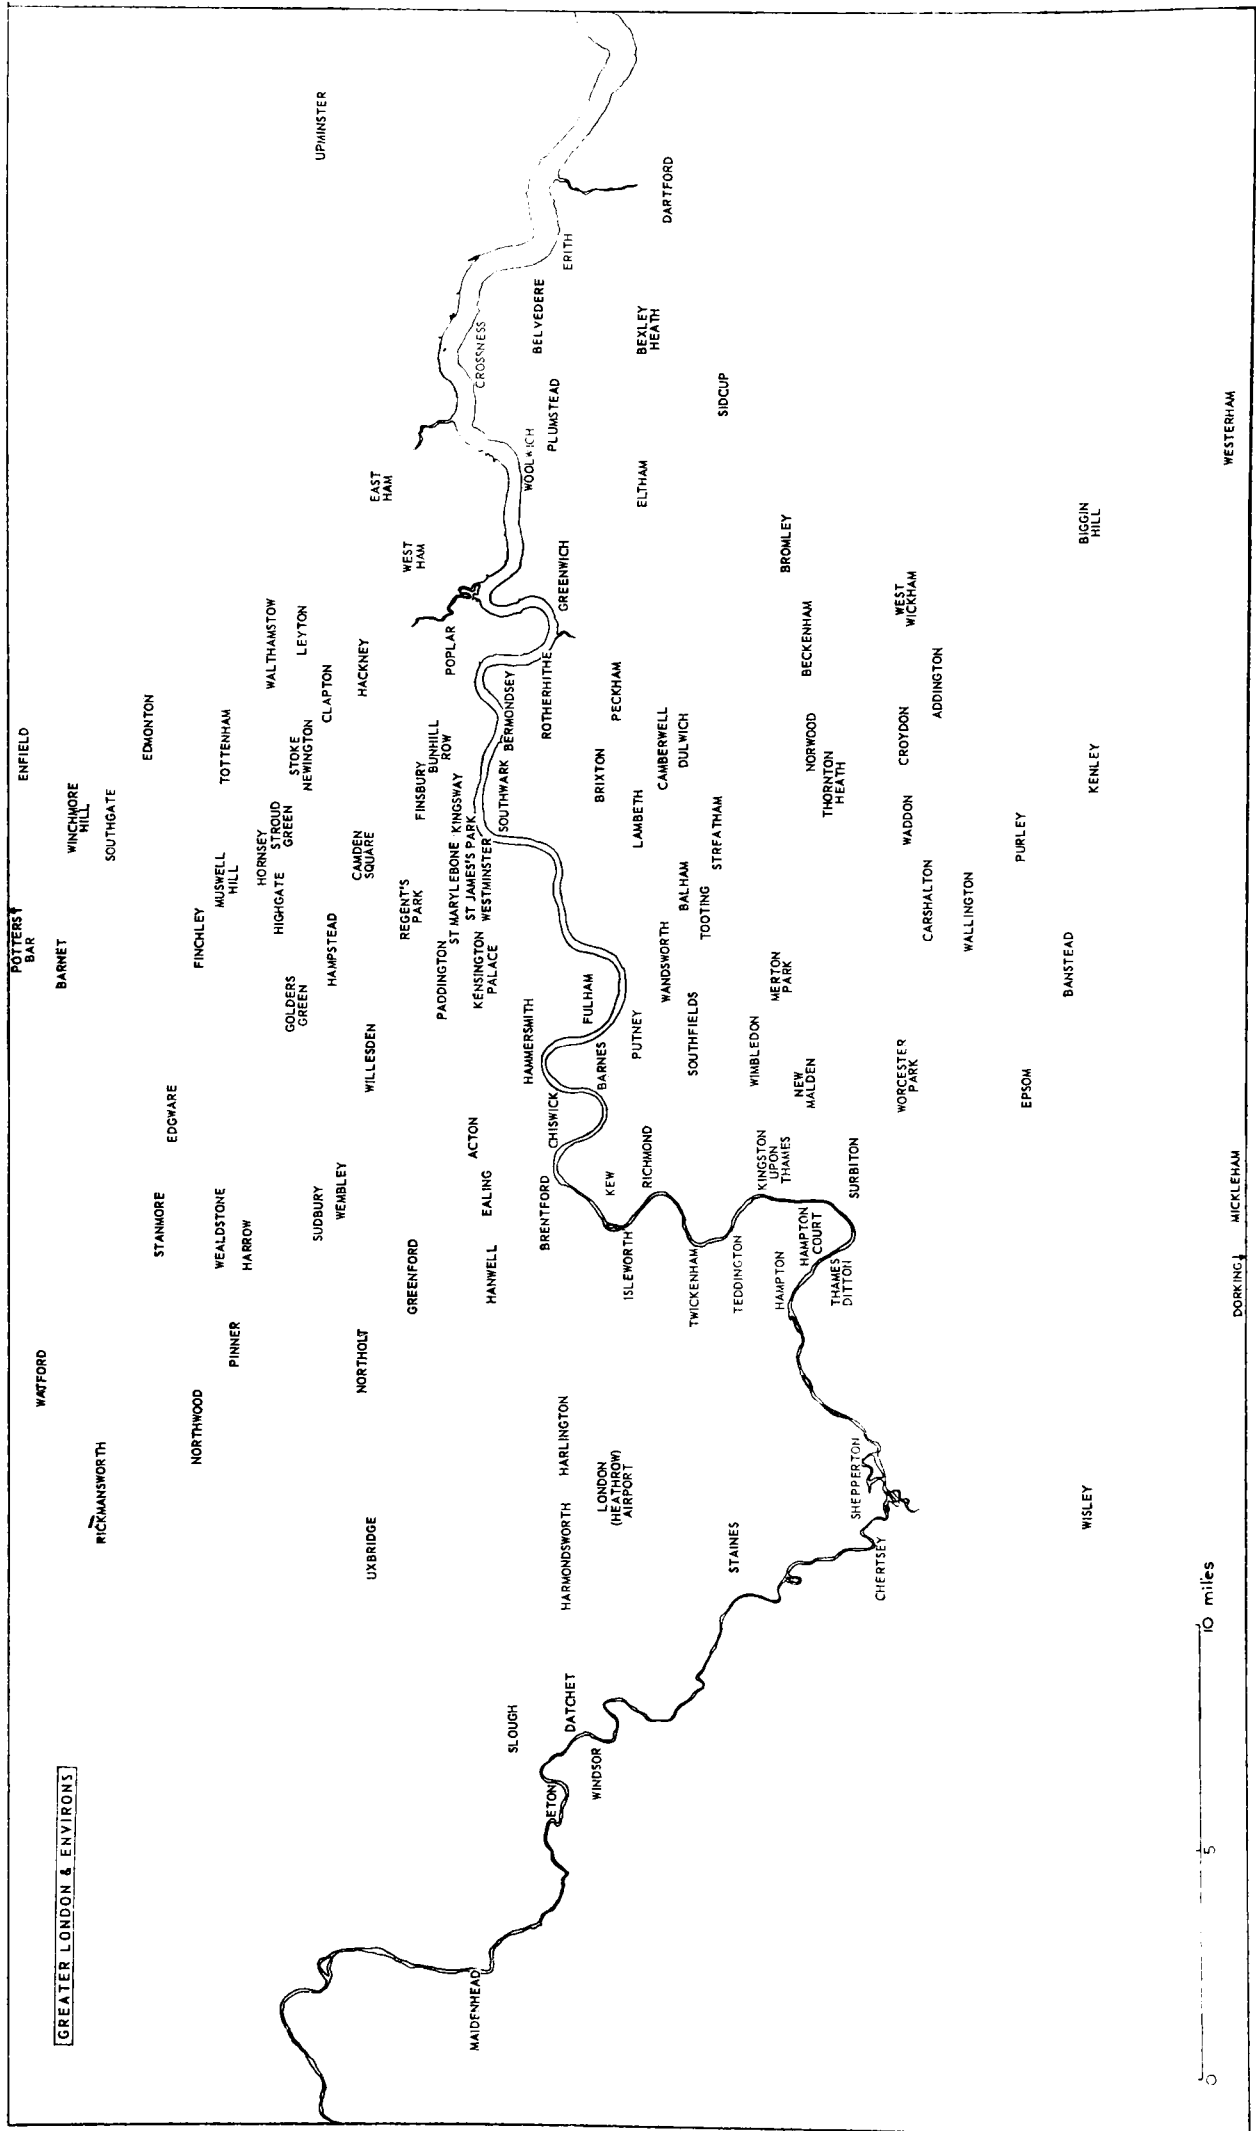 GREATER LONDON & ENVIRONS
POTTERS
BAR
ENFIELD
WATFORD
BARNET
WINCHMORE
HILL
RICKMANSWORTH
SOUTHGATE
EDMONTON
STANMORE
EDGWARE
NORTHWOOD
FINCHLEY
PINNER
WEALDSTONE
HARROW
MUSWELL
HILL
TOTTENHAM
HORNSEY
WALTHAMSTOW
HIGHGATE
STROUD
GREEN
GOLDERS
GREEN
STOKE
NEWINGTON
LEYTON
SUDBURY
WEMBLEY
HAMPSTEAD
CLAPTON
UPMINSTER
UXBRIDGE
NORTHOLT
WILLESDEN
CAMDEN
SQUARE
HACKNEY
EAST
HAM
GREENFORD
REGENT'S
PARK
FINSBURY
BUNHILL
ROW
WEST
HAM
PADDINGTON
ST MARYLEBONE
KINGSWAY
POPLAR
MAIDENHEAD
HANWELL
EALING
ACTON
KENSINGTON
PALACE
ST JAMES'S PARK
WESTMINSTER
SOUTHWARK
BERMONDSEY
CROSSNESS
SLOUGH
HAMMERSMITH
WOOLWICH
ETON
DATCHET
BRENTFORD
CHISWICK
ROTHERHITHE
GREENWICH
PLUMSTEAD
BELVEDERE
ERITH
HARMONDSWORTH
HARLINGTON
WINDSOR
LONDON
(HEATHROW)
AIRPORT
KEW
BARNES
FULHAM
BRIXTON
PECKHAM
ISLEWORTH
RICHMOND
PUTNEY
LAMBETH
ELTHAM
BEXLEY
HEATH
DARTFORD
WANDSWORTH
CAMBERWELL
TWICKENHAM
SOUTHFIELDS
BALHAM
TOOTING
DULWICH
STREATHAM
SIDCUP
STAINES
TEDDINGTON
WIMBLEDON
KINGSTON
UPON
THAMES
HAMPTON
MERTON
PARK
BROMLEY
HAMPTON
COURT
NEW
MALDEN
NORWOOD
BECKENHAM
THORNTON
HEATH
THAMES
DITTON
SURBITON
SHEPPERTON
CHERTSEY
WORCESTER
PARK
WADDON
CROYDON
WEST
WICKHAM
CARSHALTON
ADDINGTON
WALLINGTON
EPSOM
PURLEY
BANSTEAD
KENLEY
BIGGIN
HILL
WISLEY
0 5 10 miles
DORKING
MICKLEHAM
WESTERHAM